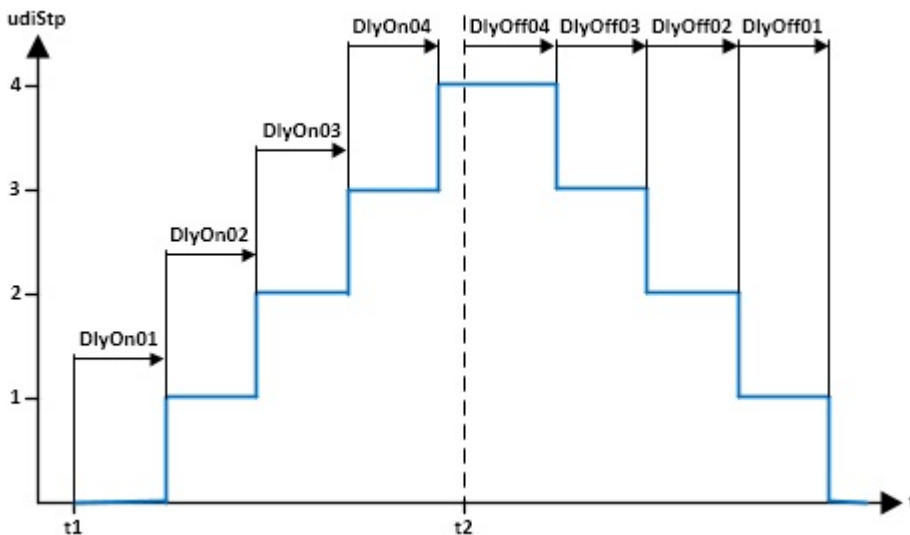 udiStp
DlyOn04
DlyOff04
DlyOff03
DlyOff02
DlyOff01
4
DlyOn03
3
DlyOn02
2
DlyOn01
1
t1
t2
t